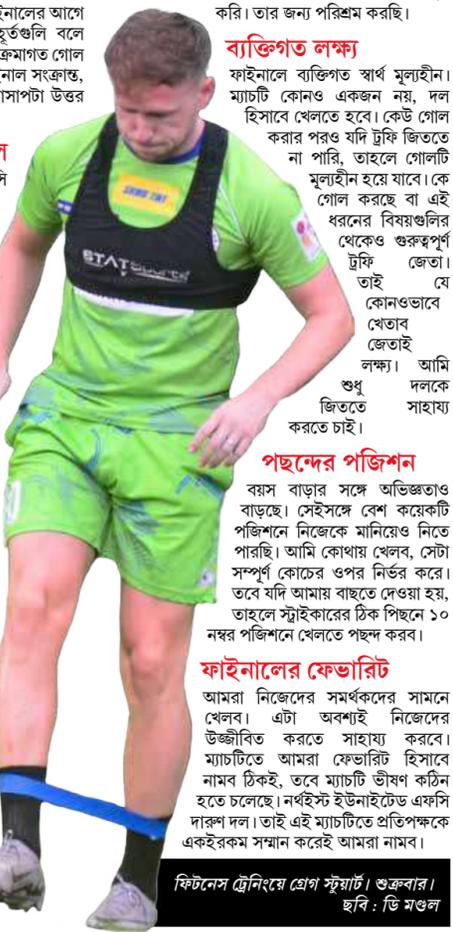 ইনালের আগে
হূর্তগুলি বলে
ক্রমাগত গোল
ইনাল সংক্রান্ত,
সোসাপটা উত্তর
ল
সি
করি। তার জন্য পরিশ্রম করছি।
ব্যক্তিগত লক্ষ্য
ফাইনালে ব্যক্তিগত স্বার্থ মূল্যহীন।
ম্যাচটি কোনও একজন নয়, দল
হিসাবে খেলতে হবে। কেউ গোল
করার পরও যদি ট্রফি জিততে
না পারি, তাহলে গোলটি
মূল্যহীন হয়ে যাবে। কে
গোল করছে বা এই
ধরনের বিষয়গুলির
থেকেও গুরুত্বপূর্ণ
ট্রফি জেতা।
তাই যে
কোনওভাবে
খেতাব
জেতাই
লক্ষ্য। আমি
শুধু দলকে
জিততে সাহায্য
করতে চাই।
পছন্দের পজিশন
বয়স বাড়ার সঙ্গে অভিজ্ঞতাও
বাড়ছে। সেইসঙ্গে বেশ কয়েকটি
পজিশনে নিজেকে মানিয়েও নিতে
পারছি। আমি কোথায় খেলব, সেটা
সম্পূর্ণ কোচের ওপর নির্ভর করে।
তবে যদি আমায় বাছতে দেওয়া হয়,
তাহলে স্ট্রাইকারের ঠিক পিছনে ১০
নম্বর পজিশনে খেলতে পছন্দ করব।
ফাইনালের ফেভারিট
আমরা নিজেদের সমর্থকদের সামনে
খেলব। এটা অবশ্যই নিজেদের
উজ্জীবিত করতে সাহায্য করবে।
ম্যাচটিতে আমরা ফেভারিট হিসাবে
নামব ঠিকই, তবে ম্যাচটি ভীষণ কঠিন
হতে চলেছে। নর্থইস্ট ইউনাইটেড এফসি
দারুণ দল। তাই এই ম্যাচটিতে প্রতিপক্ষকে
একইরকম সম্মান করেই আমরা নামব।
STATSports
ফিটনেস ট্রেনিংয়ে গ্রেগ স্টুয়ার্ট। শুক্রবার।
ছবি : ডি মণ্ডল